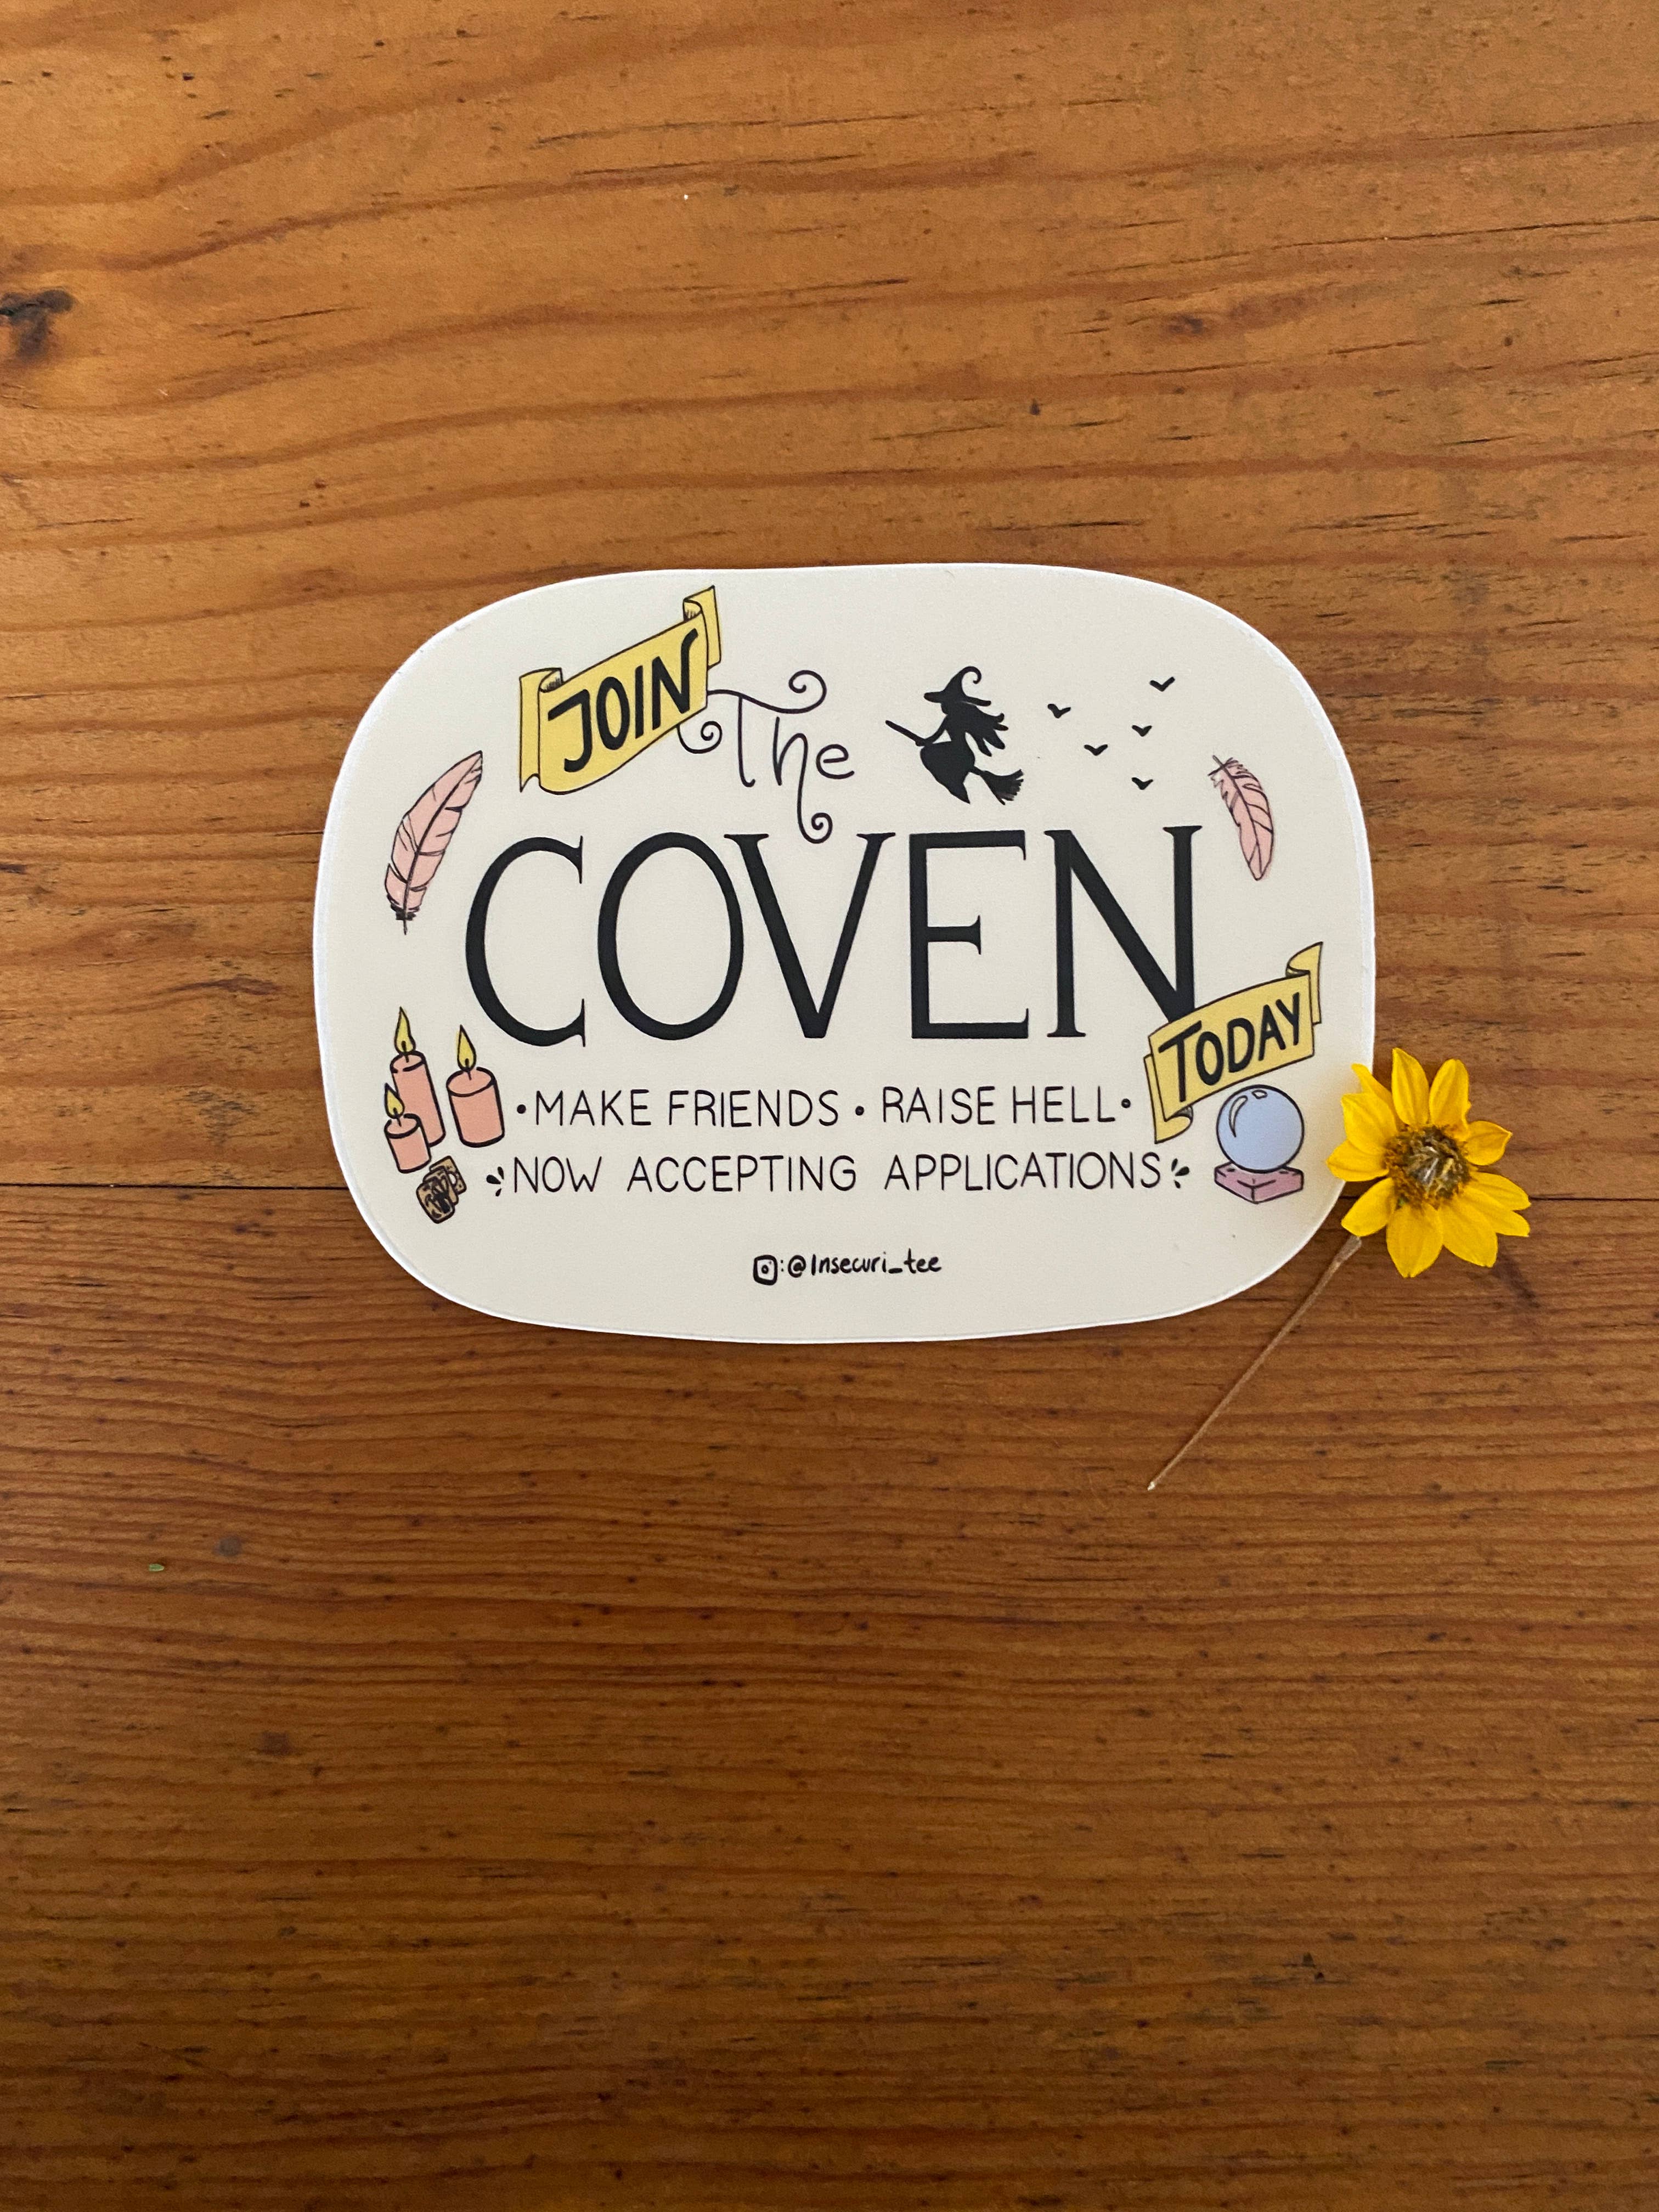 JOIN The
COVEN
TODAY
•MAKE FRIENDS • RAISE HELL•
NOW ACCEPTING APPLICATIONS
:@Insecuri_tee